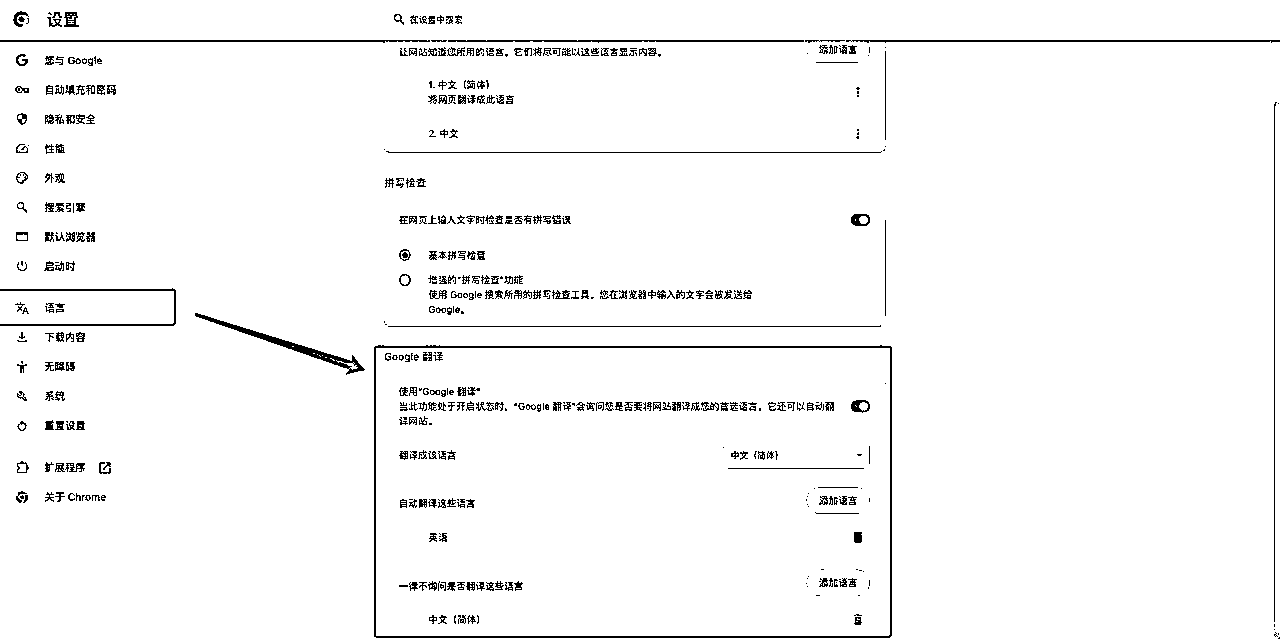 设置
在设置中搜索
您与 Google
自动填充和密码
隐私和安全
性能
外观
搜索引擎
默认浏览器
启动时
语言
下载内容
无障碍
系统
重置设置
扩展程序
关于 Chrome
让网站知道您所用的语言。它们将尽可能以这些语言显示内容。
添加语言
1. 中文（简体）
将网页翻译成此语言
2. 中文
拼写检查
在网页上输入文字时检查是否有拼写错误
基本拼写检查
增强的“拼写检查”功能
使用 Google 搜索所用的拼写检查工具。您在浏览器中输入的文字会被发送给
Google。
Google 翻译
使用“Google 翻译”
当此功能处于开启状态时，“Google 翻译”会询问您是否要将网站翻译成您的首选语言。它还可以自动翻
译网站。
翻译成该语言
中文（简体）
自动翻译这些语言
添加语言
英语
一律不询问是否翻译这些语言
添加语言
中文（简体）